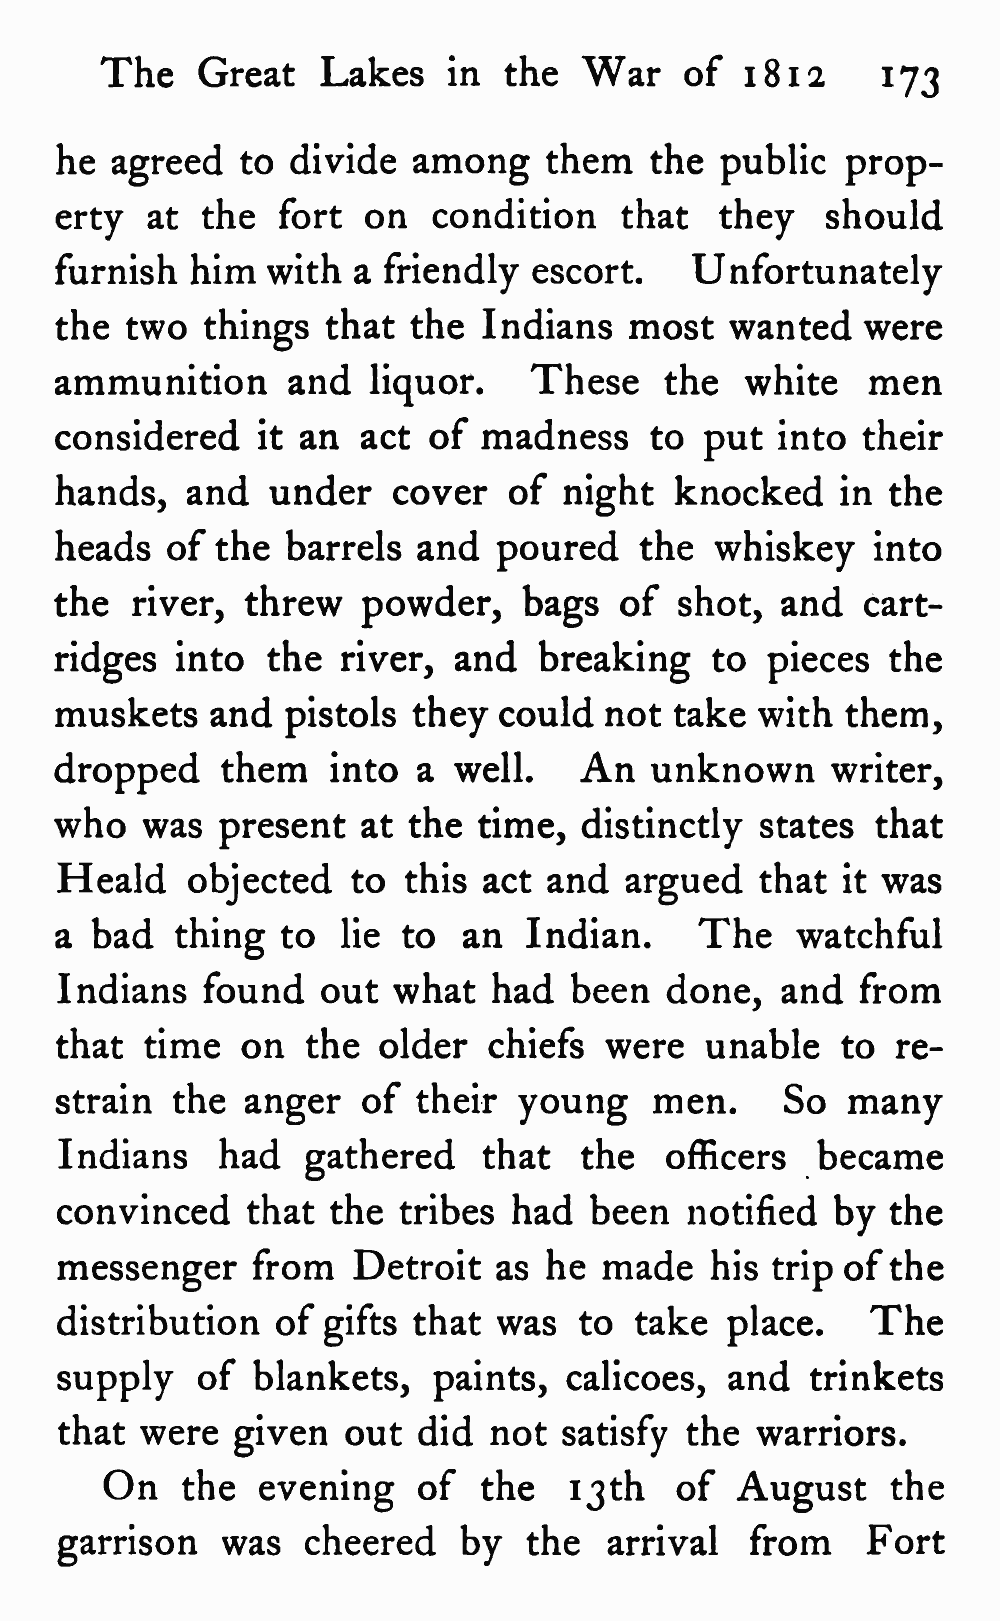 The Great Lakes in the War of 1812 173
he agreed to divide among them the public prop-
erty at the fort on condition that they should
furnish him with a friendly escort. Unfortunately
the two things that the Indians most wanted were
ammunition and liquor. These the white men
considered it an act of madness to put into their
hands, and under cover of night knocked in the
heads of the barrels and poured the whiskey into
the river, threw powder, bags of shot, and cart-
ridges into the river, and breaking to pieces the
muskets and pistols they could not take with them,
dropped them into a well. An unknown writer,
who was present at the time, distinctly states that
Heald objected to this act and argued that it was
a bad thing to lie to an Indian. The watchful
Indians found out what had been done, and from
that time on the older chiefs were unable to re-
strain the anger of their young men. So many
Indians had gathered that the officers became
convinced that the tribes had been notified by the
messenger from Detroit as he made his trip of the
distribution of gifts that was to take place. The
supply of blankets, paints, calicoes, and trinkets
that were given out did not satisfy the warriors.
On the evening of the 13th of August the
garrison was cheered by the arrival from Fort